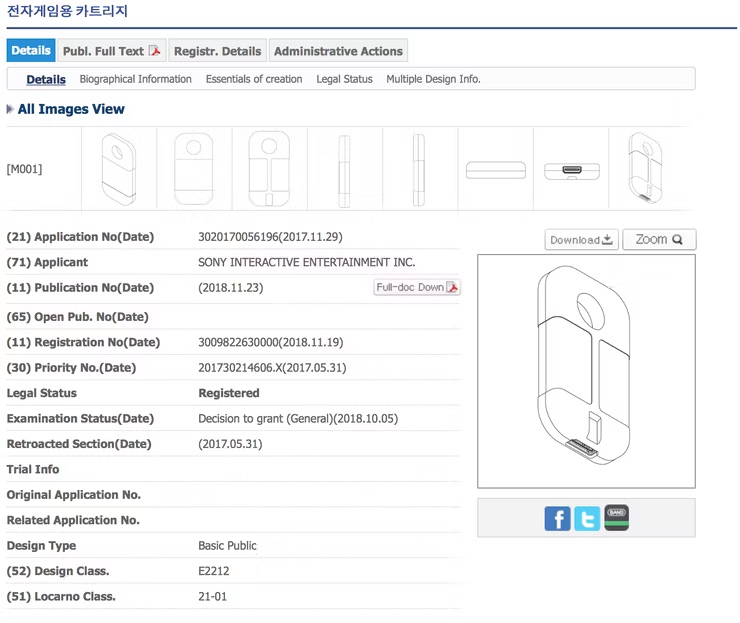 전자게임용 카트리지
Details Publ. Full Text Registr. Details Administrative Actions
Details Biographical Information Essentials of creation Legal Status Multiple Design Info.
All Images View
[M001]
(21) Application No(Date) 3020170056196(2017.11.29)
Download Zoom
(71) Applicant SONY INTERACTIVE ENTERTAINMENT INC.
(11) Publication No(Date) (2018.11.23) Full-doc Down
(65) Open Pub. No(Date)
(11) Registration No(Date) 3009822630000(2018.11.19)
(30) Priority No.(Date) 201730214606.X(2017.05.31)
Legal Status Registered
Examination Status(Date) Decision to grant (General)(2018.10.05)
Retroacted Section(Date) (2017.05.31)
Trial Info
Original Application No.
Related Application No.
BAND
Design Type Basic Public
(52) Design Class. E2212
(51) Locarno Class. 21-01